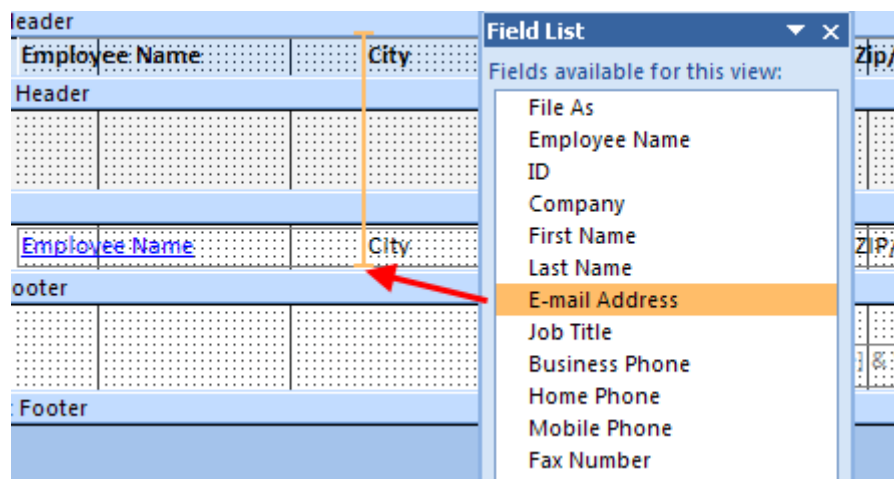 Header
Employee Name City Zip/
Header
Employee Name City ZIP/
ooter
] &
Footer
Field List
Fields available for this view:
File As
Employee Name
ID
Company
First Name
Last Name
E-mail Address
Job Title
Business Phone
Home Phone
Mobile Phone
Fax Number